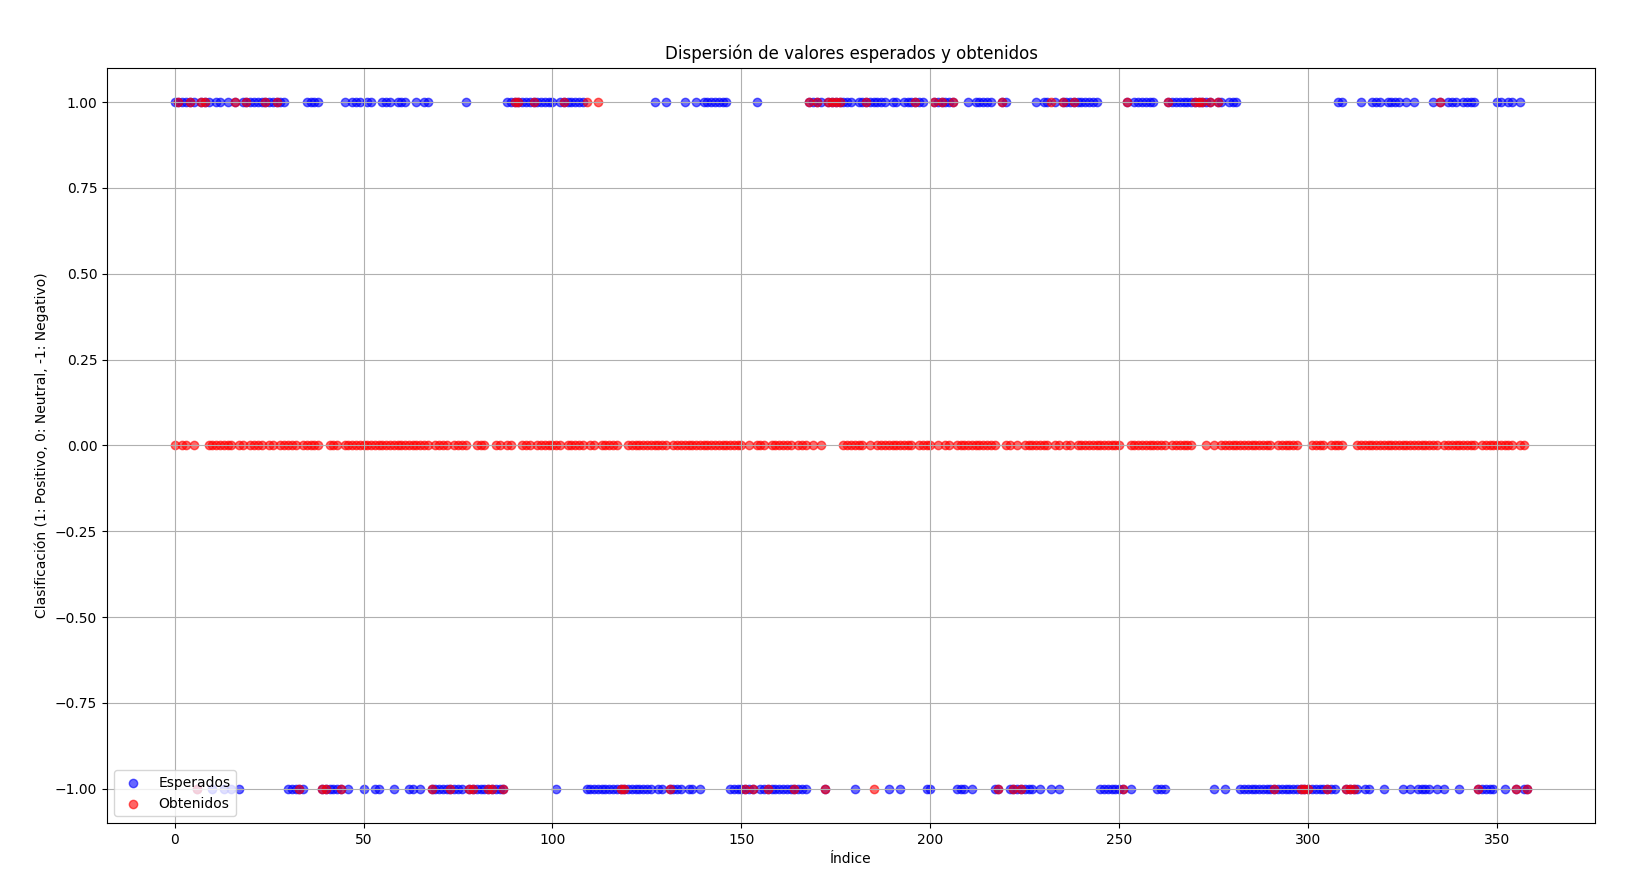 Dispersión de valores esperados y obtenidos
Clasificación (1: Positivo, 0: Neutral, -1: Negativo)
1.00
0.75
0.50
0.25
0.00
−0.25
−0.50
−0.75
−1.00
Esperados
Obtenidos
0 50 100 150 200 250 300 350
Índice